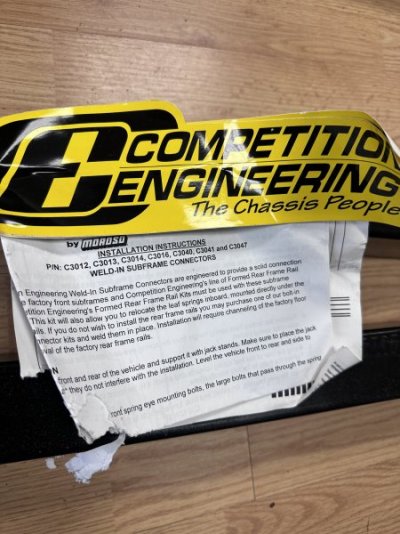 COMPETITION
ENGINEERING
The Chassis People
by MOROSO
INSTALLATION INSTRUCTIONS
P/N: C3012, C3013, C3014, C3016, C3040, C3041 and C3047
WELD-IN SUBFRAME CONNECTORS
n Engineering Weld-In Subframe Connectors are engineered to provide a solid connection
factory front subframes and Competition Engineering's line of Formed Rear Frame Rail
tition Engineering's Formed Rear Frame Rail Kits must be used with these subframe
This kit will also allow you to relocate the leaf springs inboard, mounted directly under the
ails. If you do not wish to install the rear frame rails you may purchase one of our bolt in
nnector kits and weld them in place. Installation will require channeling of the factory floor
val of the factory rear frame rails.
N
front and rear of the vehicle and support it with jack stands. Make sure to place the jack
they do not interfere with the installation. Level the vehicle front to rear and side to
ront spring eye mounting bolts, the large bolts that pass through the spring